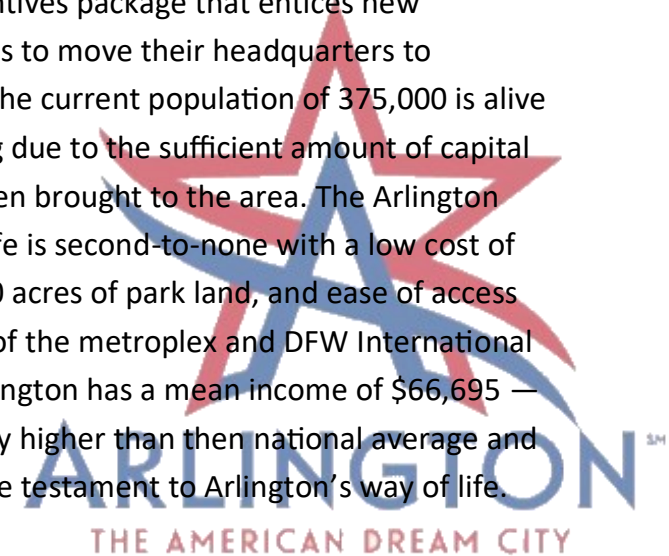 ntives package that entices new
s to move their headquarters to
he current population of 375,000 is alive
g due to the sufficient amount of capital
en brought to the area. The Arlington
fe is second-to-none with a low cost of
0 acres of park land, and ease of access
of the metroplex and DFW International
ington has a mean income of $66,695 —
y higher than then national average and
e testament to Arlington’s way of life.
ARLINGTON SM
THE AMERICAN DREAM CITY